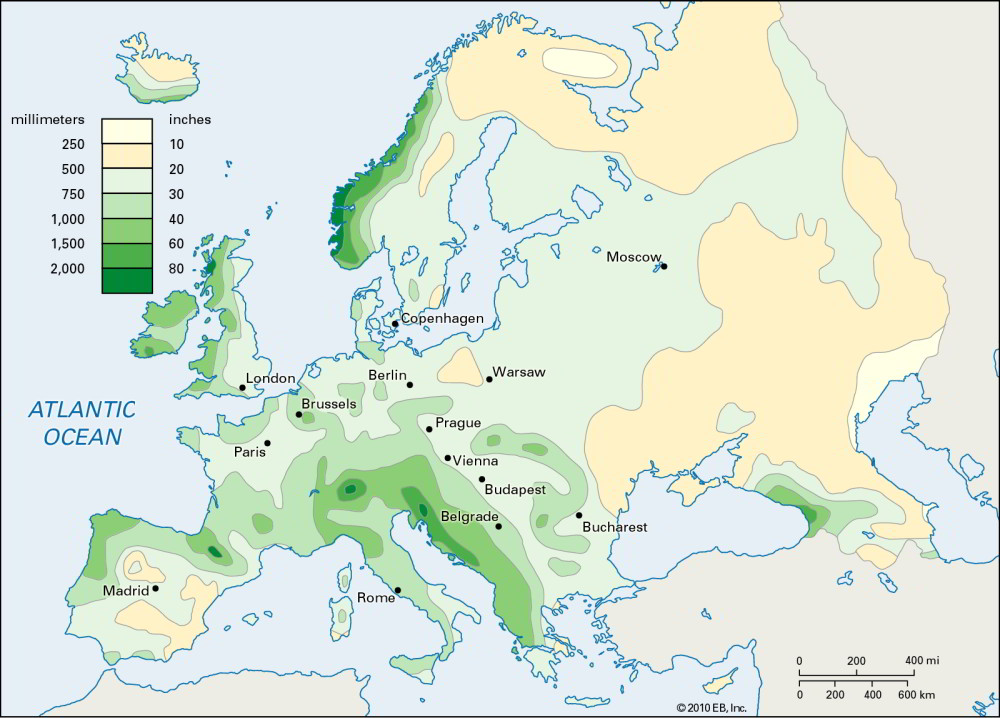 millimeters inches
250 10
500 20
750 30
1,000 40
1,500 60
2,000 80
Moscow
Copenhagen
London
Berlin
Warsaw
Brussels
ATLANTIC
OCEAN
Paris
Prague
Vienna
Budapest
Belgrade
Bucharest
Madrid
Rome
0 200 400 mi
0 200 400 600 km
© 2010 EB, Inc.